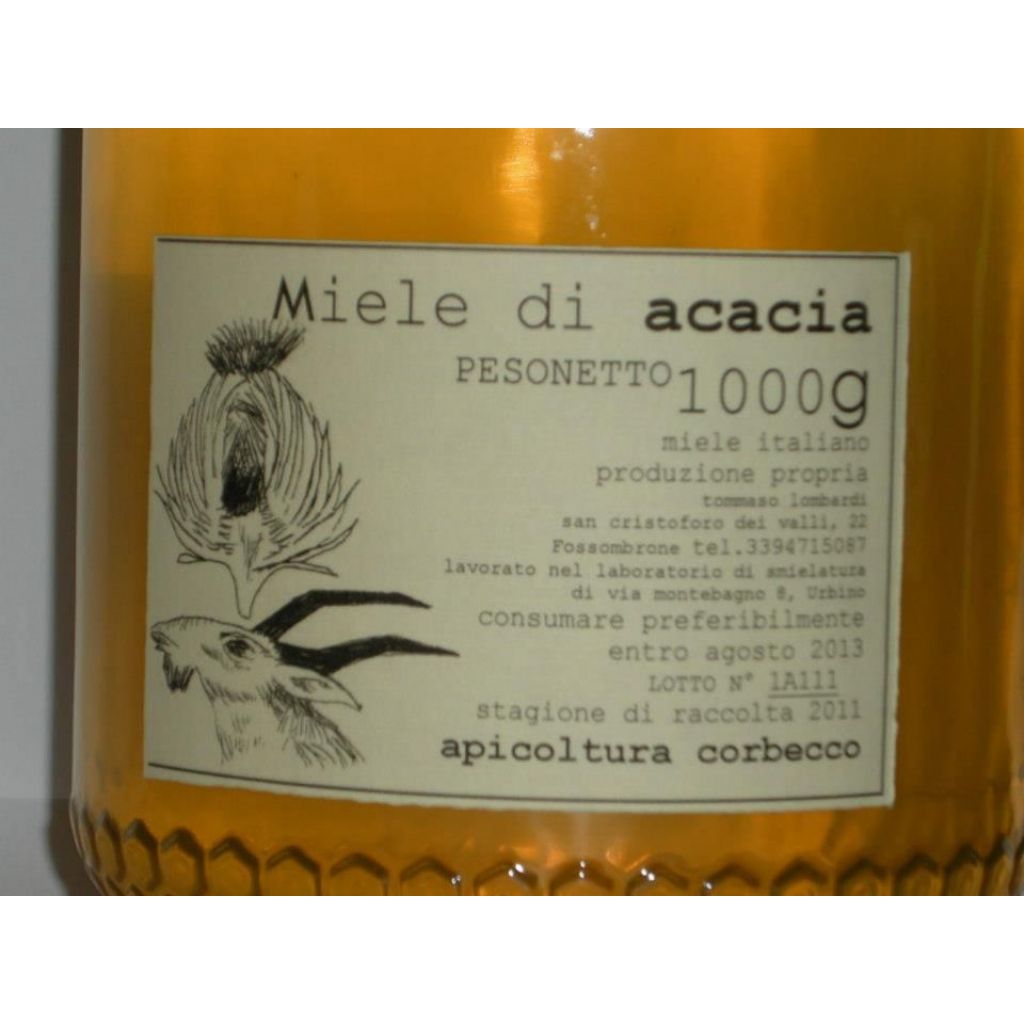 Miele di acacia
PESONETTO 1000g
miele italiano
produzione propria
tommaso lombardi
san cristoforo dei valli, 22
Fossombrone tel.3394715087
lavorato nel laboratorio di smielatura
di via montebagno 8, Urbino
consumare preferibilmente
entro agosto 2013
LOTTO N° 1A111
stagione di raccolta 2011
apicoltura corbecco